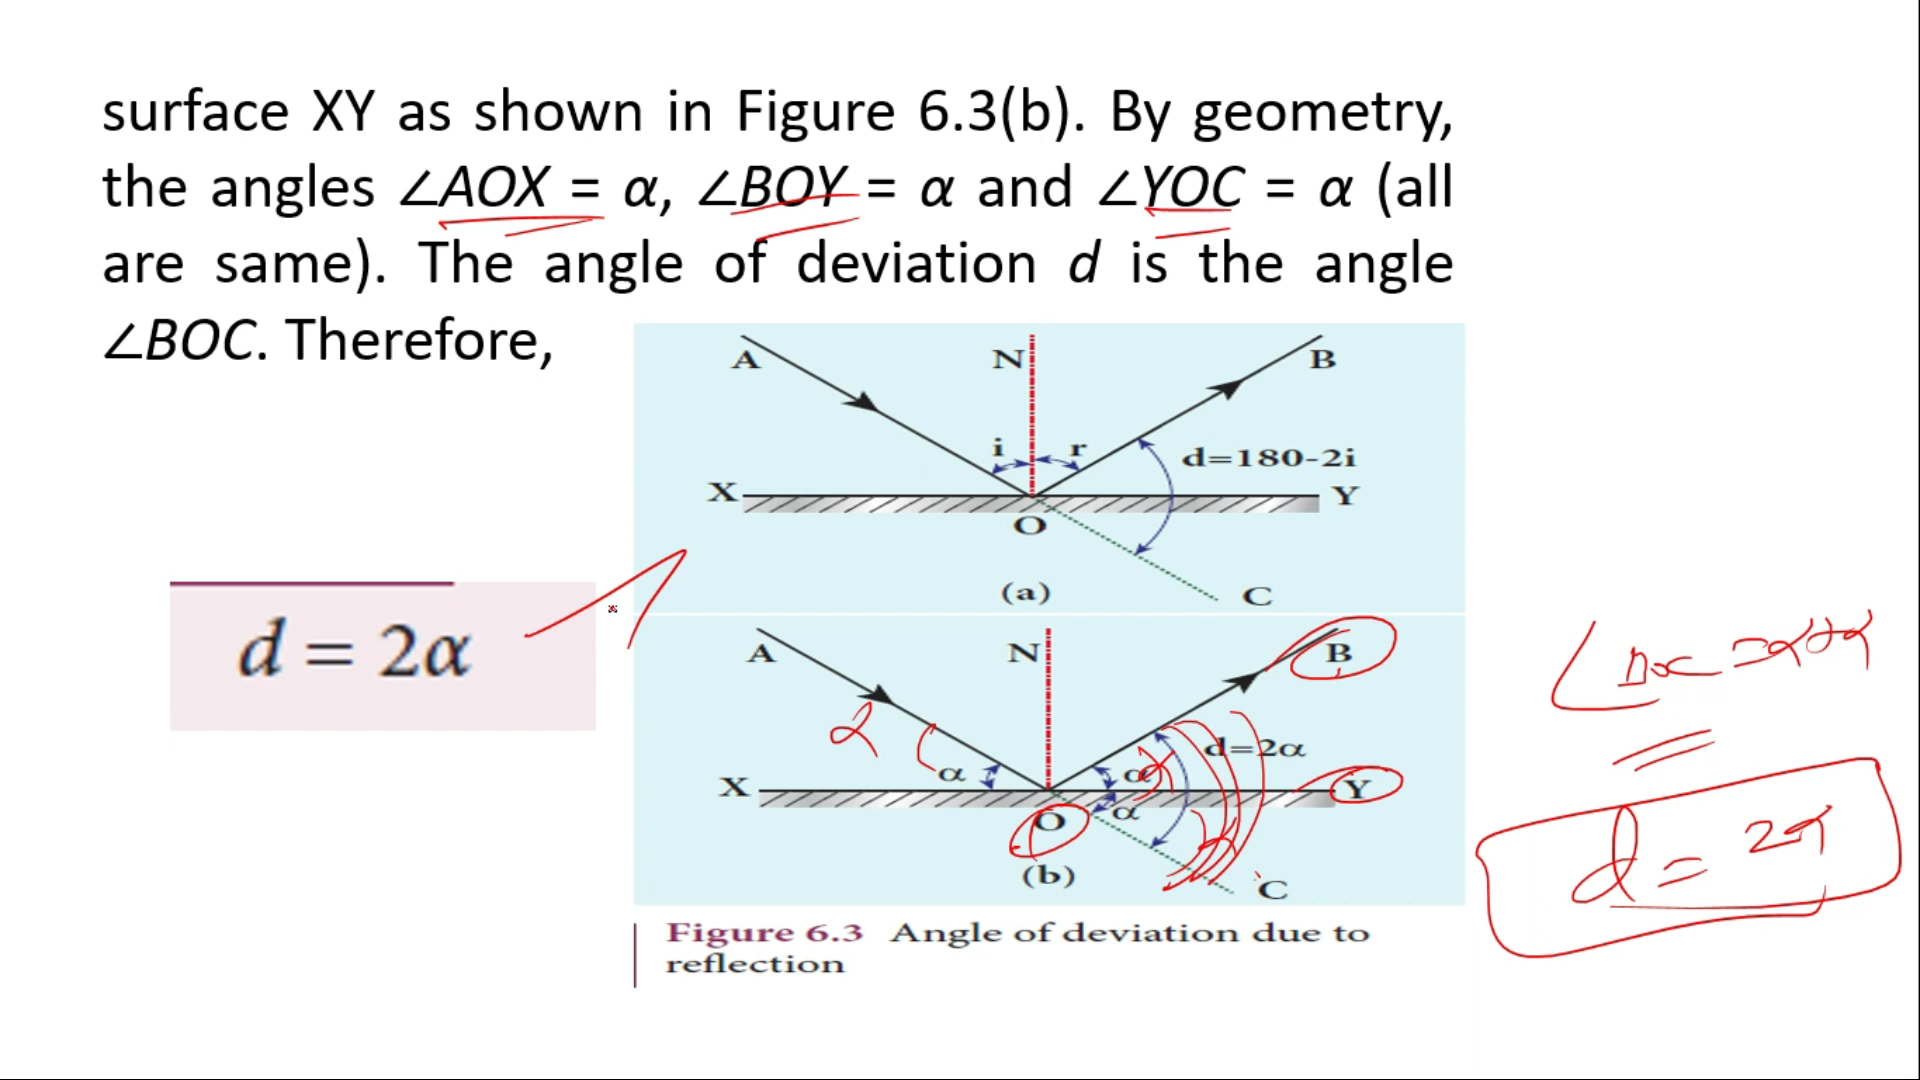 surface XY as shown in Figure 6.3(b). By geometry,
the angles ∠AOX = α, ∠BOY = α and ∠YOC = α (all
are same). The angle of deviation d is the angle
∠BOC. Therefore,
A N B
i r
d=180-2i
X Y
O
(a) C
d = 2α
A N B
α
d=2α
α α
X Y
O α
(b) C
∠BOC = α+α
d = 2α
Figure 6.3 Angle of deviation due to
reflection